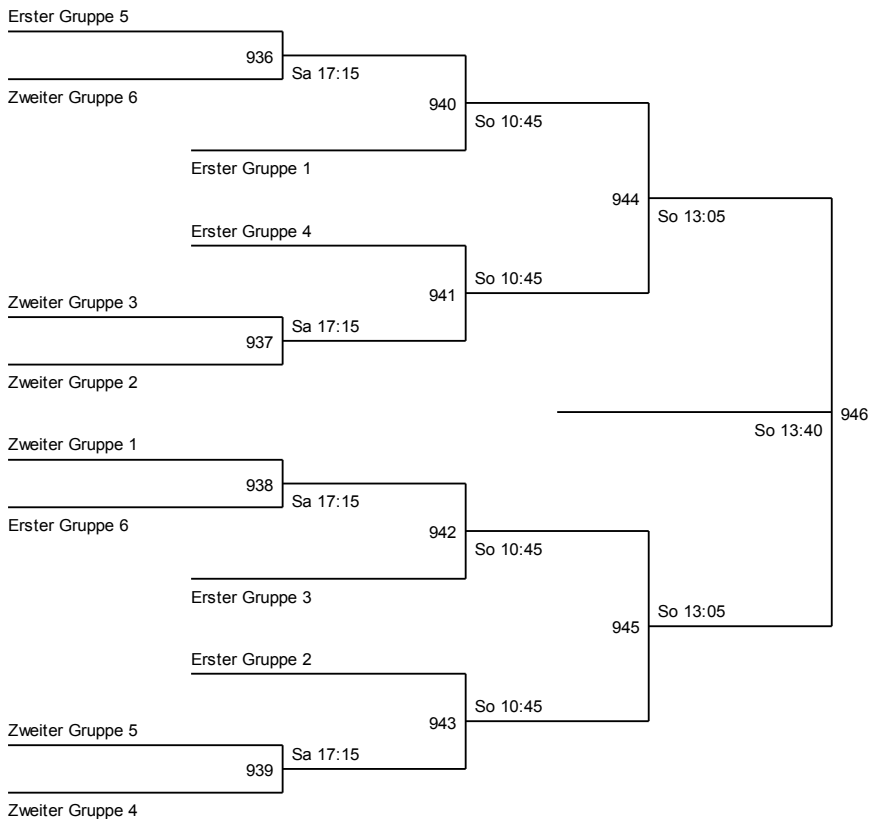 Erster Gruppe 5
936
Sa 17:15
Zweiter Gruppe 6
940
So 10:45
Erster Gruppe 1
944
So 13:05
Erster Gruppe 4
So 10:45
941
Zweiter Gruppe 3
Sa 17:15
937
Zweiter Gruppe 2
946
So 13:40
Zweiter Gruppe 1
938
Sa 17:15
Erster Gruppe 6
942
So 10:45
Erster Gruppe 3
So 13:05
945
Erster Gruppe 2
So 10:45
943
Zweiter Gruppe 5
Sa 17:15
939
Zweiter Gruppe 4